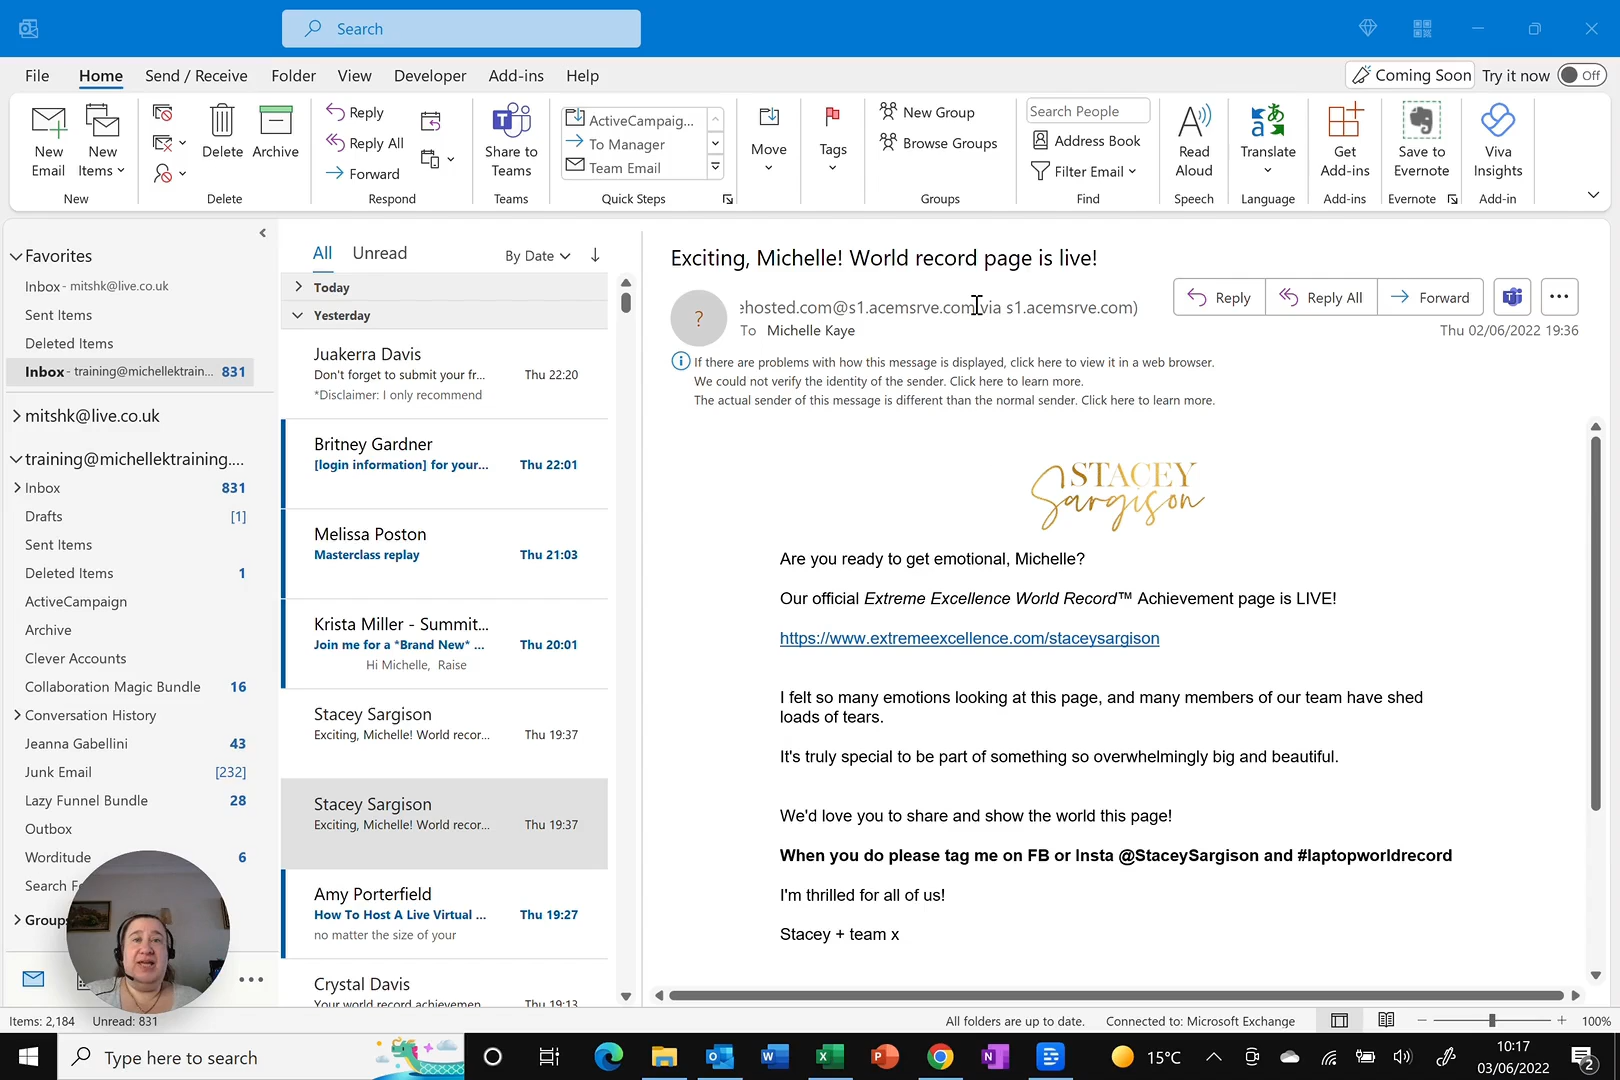 Search
File Home Send / Receive Folder View Developer Add-ins Help
Coming Soon Try it now Off
New Email
New Items
New
Delete
Archive
Delete
Reply
Reply All
Forward
Respond
Share to Teams
Teams
ActiveCampaig...
To Manager
Team Email
Quick Steps
Move
Tags
New Group
Browse Groups
Groups
Search People
Address Book
Filter Email
Find
Read Aloud
Speech
Translate
Language
Get Add-ins
Add-ins
Save to Evernote
Evernote
Viva Insights
Add-in
Favorites
Inbox - mitshk@live.co.uk
Sent Items
Deleted Items
Inbox - training@michellektrain... 831
mitshk@live.co.uk
training@michellektraining....
Inbox 831
Drafts [1]
Sent Items
Deleted Items 1
ActiveCampaign
Archive
Clever Accounts
Collaboration Magic Bundle 16
Conversation History
Jeanna Gabellini 43
Junk Email [232]
Lazy Funnel Bundle 28
Outbox
Worditude 6
Search F
Groups
All Unread By Date
Today
Yesterday
Juakerra Davis
Don't forget to submit your fr... Thu 22:20
*Disclaimer: I only recommend
Britney Gardner
[login information] for your... Thu 22:01
Melissa Poston
Masterclass replay Thu 21:03
Krista Miller - Summit...
Join me for a *Brand New* ... Thu 20:01
Hi Michelle, Raise
Stacey Sargison
Exciting, Michelle! World recor... Thu 19:37
Stacey Sargison
Exciting, Michelle! World recor... Thu 19:37
Amy Porterfield
How To Host A Live Virtual ... Thu 19:27
no matter the size of your
Crystal Davis
Your world record achievemen Thu 19:13
Exciting, Michelle! World record page is live!
?
ehosted.com@s1.acemsrve.com via s1.acemsrve.com)
To Michelle Kaye
Reply Reply All Forward
Thu 02/06/2022 19:36
If there are problems with how this message is displayed, click here to view it in a web browser.
We could not verify the identity of the sender. Click here to learn more.
The actual sender of this message is different than the normal sender. Click here to learn more.
STACEY
Sargison
Are you ready to get emotional, Michelle?
Our official Extreme Excellence World Record™ Achievement page is LIVE!
https://www.extremeexcellence.com/staceysargison
I felt so many emotions looking at this page, and many members of our team have shed
loads of tears.
It's truly special to be part of something so overwhelmingly big and beautiful.
We'd love you to share and show the world this page!
When you do please tag me on FB or Insta @StaceySargison and #laptopworldrecord
I'm thrilled for all of us!
Stacey + team x
Items: 2,184 Unread: 831
All folders are up to date. Connected to: Microsoft Exchange 100%
Type here to search
15°C
10:17
03/06/2022
2